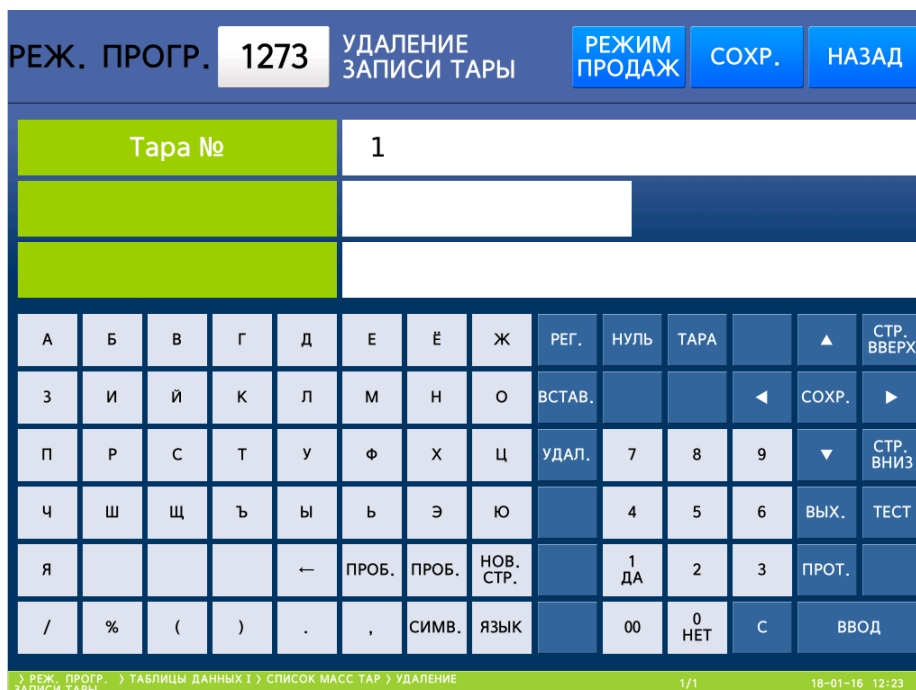 РЕЖ. ПРОГР. 1273 УДАЛЕНИЕ ЗАПИСИ ТАРЫ РЕЖИМ ПРОДАЖ СОХР. НАЗАД
Тара № 1
А Б В Г Д Е Ё Ж РЕГ. НУЛЬ ТАРА ▲ СТР. ВВЕРХ
З И Й К Л М Н О ВСТАВ. ◀ СОХР. ▶
П Р С Т У Ф Х Ц УДАЛ. 7 8 9 ▼ СТР. ВНИЗ
Ч Ш Щ Ъ Ы Ь Э Ю 4 5 6 ВЫХ. ТЕСТ
Я ← ПРОБ. ПРОБ. НОВ. СТР. 1 ДА 2 3 ПРОТ.
/ % ( ) . , СИМВ. ЯЗЫК 00 0 НЕТ С ВВОД
> РЕЖ. ПРОГР. > ТАБЛИЦЫ ДАННЫХ I > СПИСОК МАСС ТАР > УДАЛЕНИЕ
ЗАПИСИ ТАРЫ 1/1 18-01-16 12:23